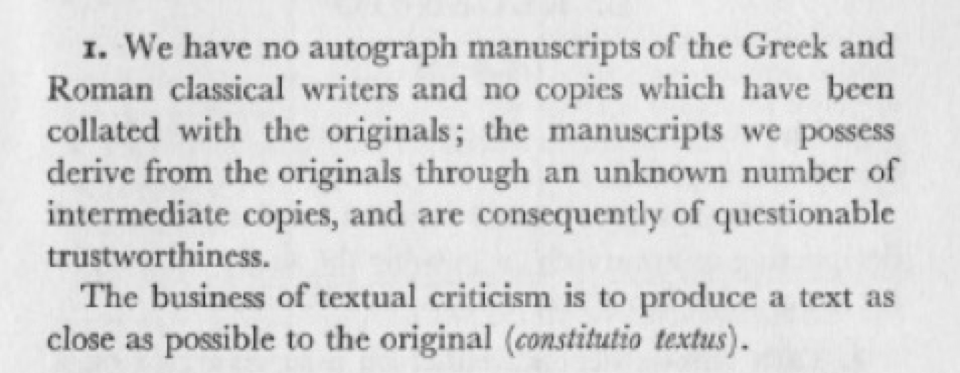 1. We have no autograph manuscripts of the Greek and
Roman classical writers and no copies which have been
collated with the originals; the manuscripts we possess
derive from the originals through an unknown number of
intermediate copies, and are consequently of questionable
trustworthiness.
The business of textual criticism is to produce a text as
close as possible to the original (constitutio textus).